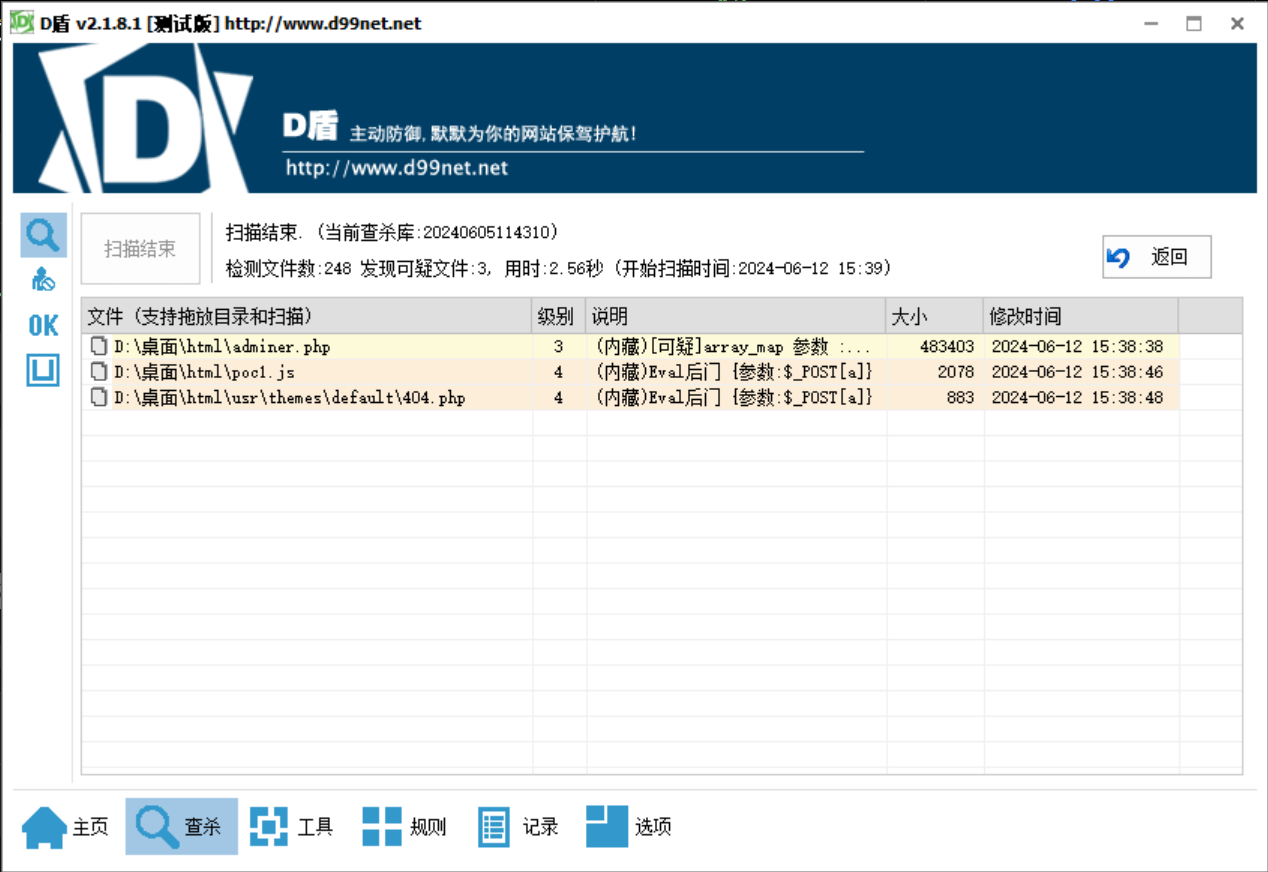 D盾 v2.1.8.1 [测试版] http://www.d99net.net
D盾 主动防御,默默为你的网站保驾护航!
http://www.d99net.net
扫描结束
扫描结束. (当前查杀库:20240605114310)
检测文件数:248 发现可疑文件:3, 用时:2.56秒 (开始扫描时间:2024-06-12 15:39)
返回
OK
文件 (支持拖放目录和扫描) 级别 说明 大小 修改时间
D:\桌面\html\adminer.php 3 (内藏)[可疑]array_map 参数 :... 483403 2024-06-12 15:38:38
D:\桌面\html\poc1.js 4 (内藏)Eval后门 {参数:$_POST[a]} 2078 2024-06-12 15:38:46
D:\桌面\html\usr\themes\default\404.php 4 (内藏)Eval后门 {参数:$_POST[a]} 883 2024-06-12 15:38:48
主页 查杀 工具 规则 记录 选项